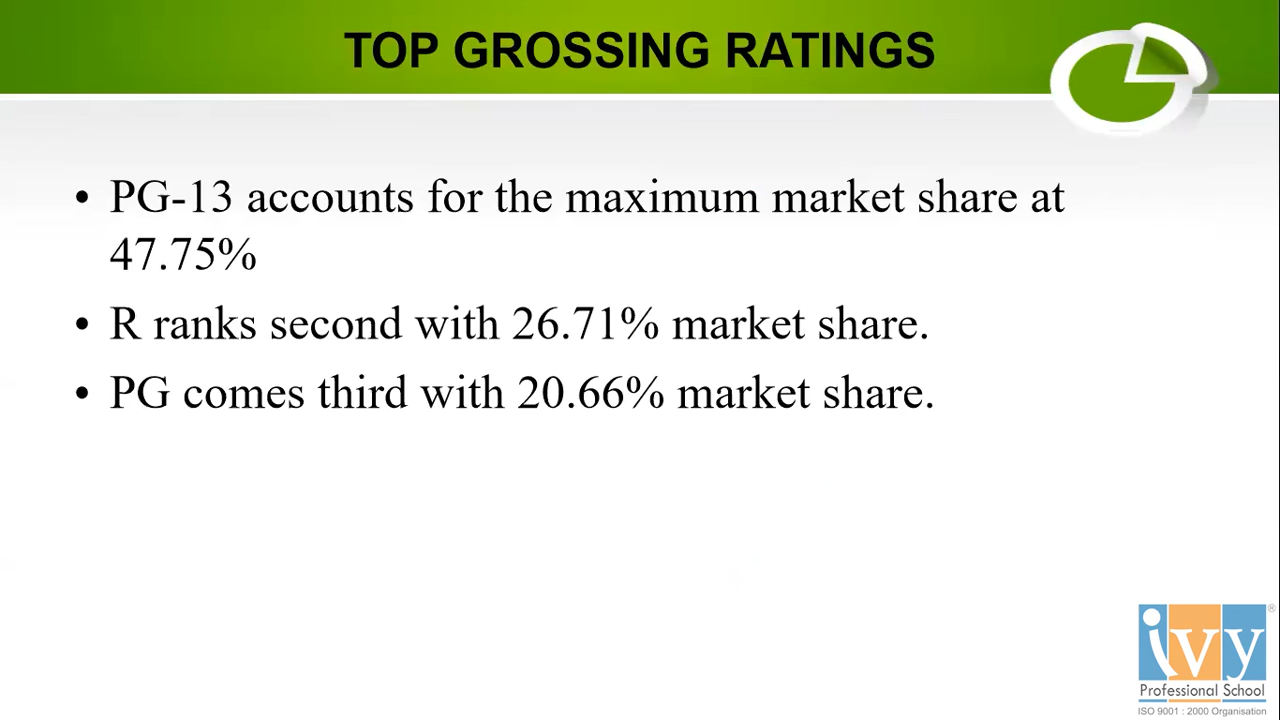 TOP GROSSING RATINGS
• PG-13 accounts for the maximum market share at
47.75%
• R ranks second with 26.71% market share.
• PG comes third with 20.66% market share.
ivy®
Professional School
ISO 9001 : 2000 Organisation